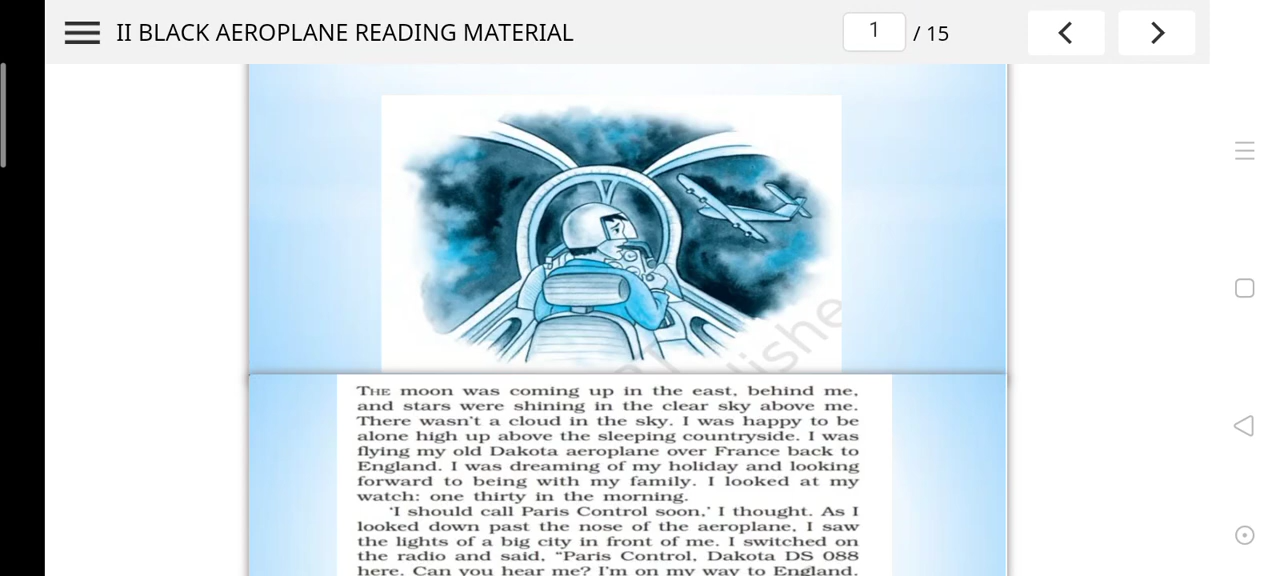 II BLACK AEROPLANE READING MATERIAL
1 / 15
THE moon was coming up in the east, behind me,
and stars were shining in the clear sky above me.
There wasn't a cloud in the sky. I was happy to be
alone high up above the sleeping countryside. I was
flying my old Dakota aeroplane over France back to
England. I was dreaming of my holiday and looking
forward to being with my family. I looked at my
watch: one thirty in the morning.
'I should call Paris Control soon,' I thought. As I
looked down past the nose of the aeroplane, I saw
the lights of a big city in front of me. I switched on
the radio and said, "Paris Control, Dakota DS 088
here. Can you hear me? I'm on my way to England.